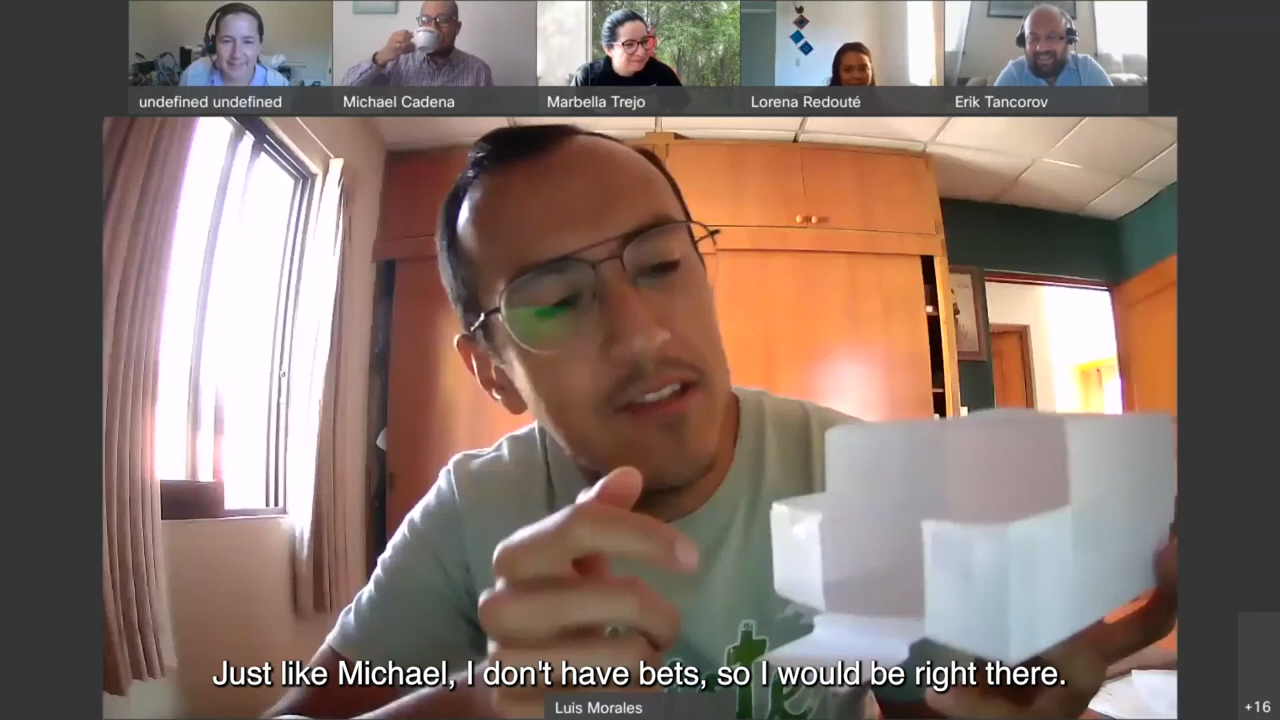 undefined undefined
Michael Cadena
Marbella Trejo
Lorena Redouté
Erik Tancorov
Just like Michael, I don't have bets, so I would be right there.
Luis Morales
+16